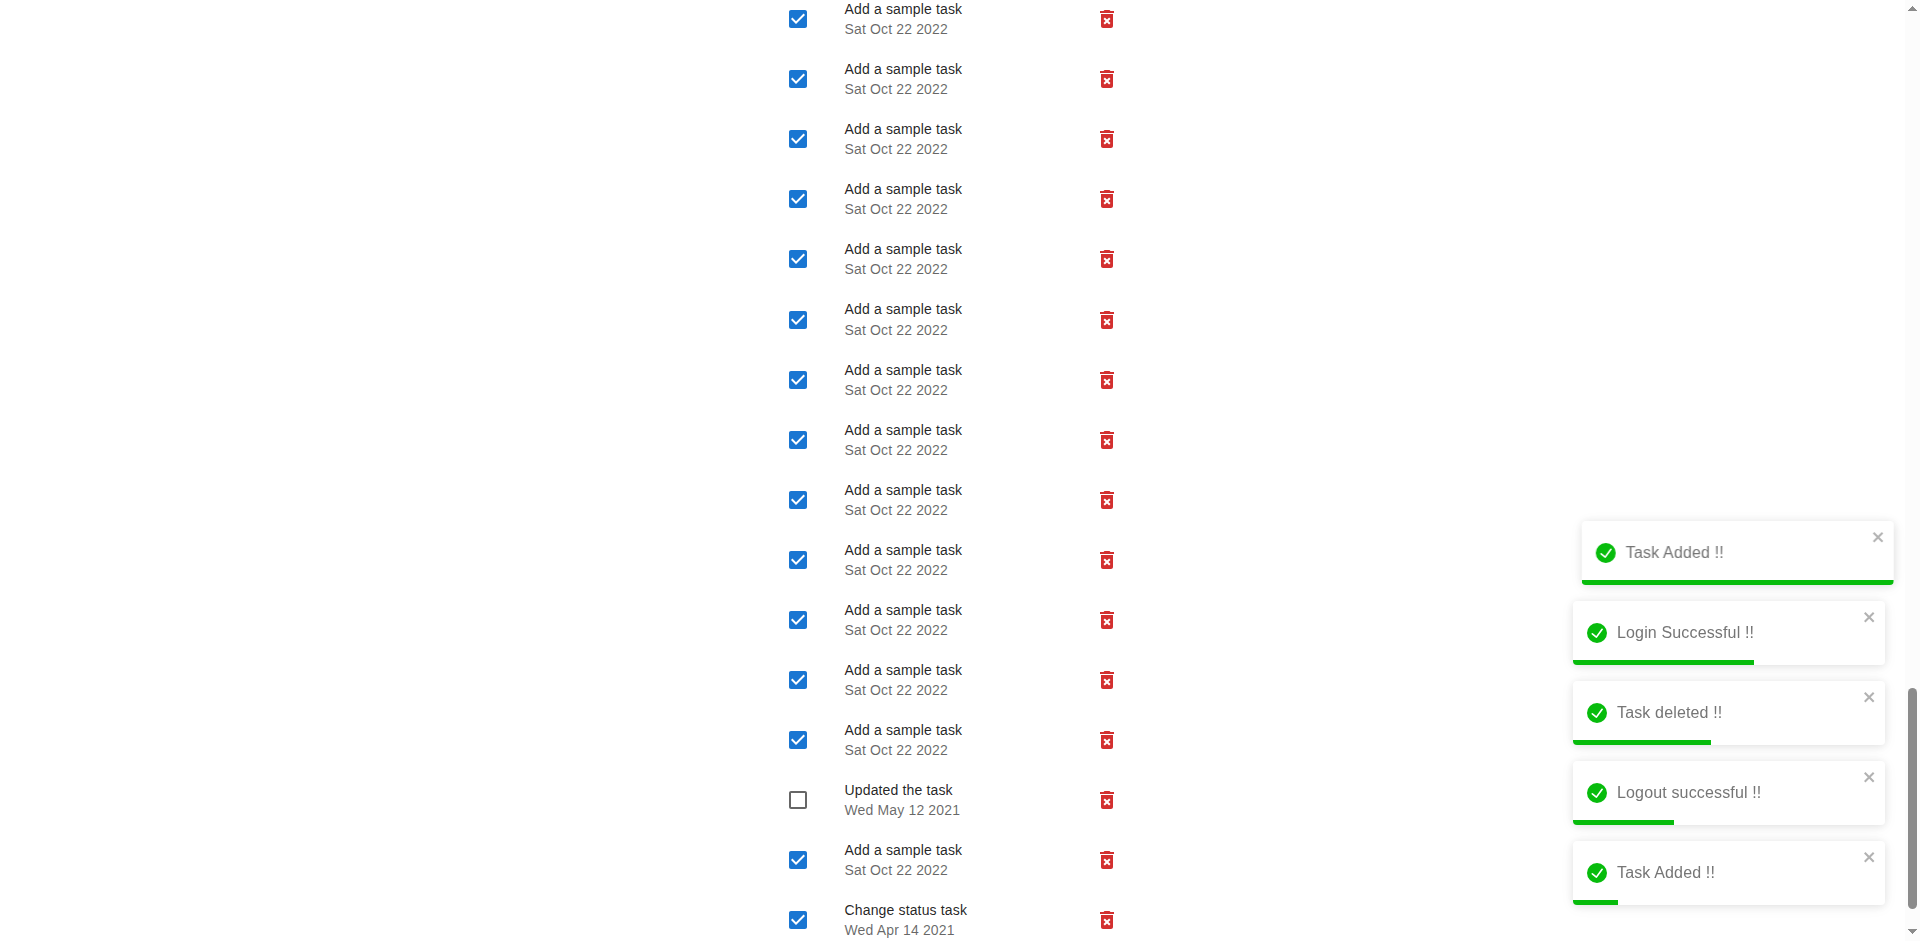 Add a sample task
Sat Oct 22 2022
Add a sample task
Sat Oct 22 2022
Add a sample task
Sat Oct 22 2022
Add a sample task
Sat Oct 22 2022
Add a sample task
Sat Oct 22 2022
Add a sample task
Sat Oct 22 2022
Add a sample task
Sat Oct 22 2022
Add a sample task
Sat Oct 22 2022
Add a sample task
Sat Oct 22 2022
Add a sample task
Sat Oct 22 2022
Add a sample task
Sat Oct 22 2022
Add a sample task
Sat Oct 22 2022
Add a sample task
Sat Oct 22 2022
Updated the task
Wed May 12 2021
Add a sample task
Sat Oct 22 2022
Change status task
Wed Apr 14 2021
Task Added !!
Login Successful !!
Task deleted !!
Logout successful !!
Task Added !!